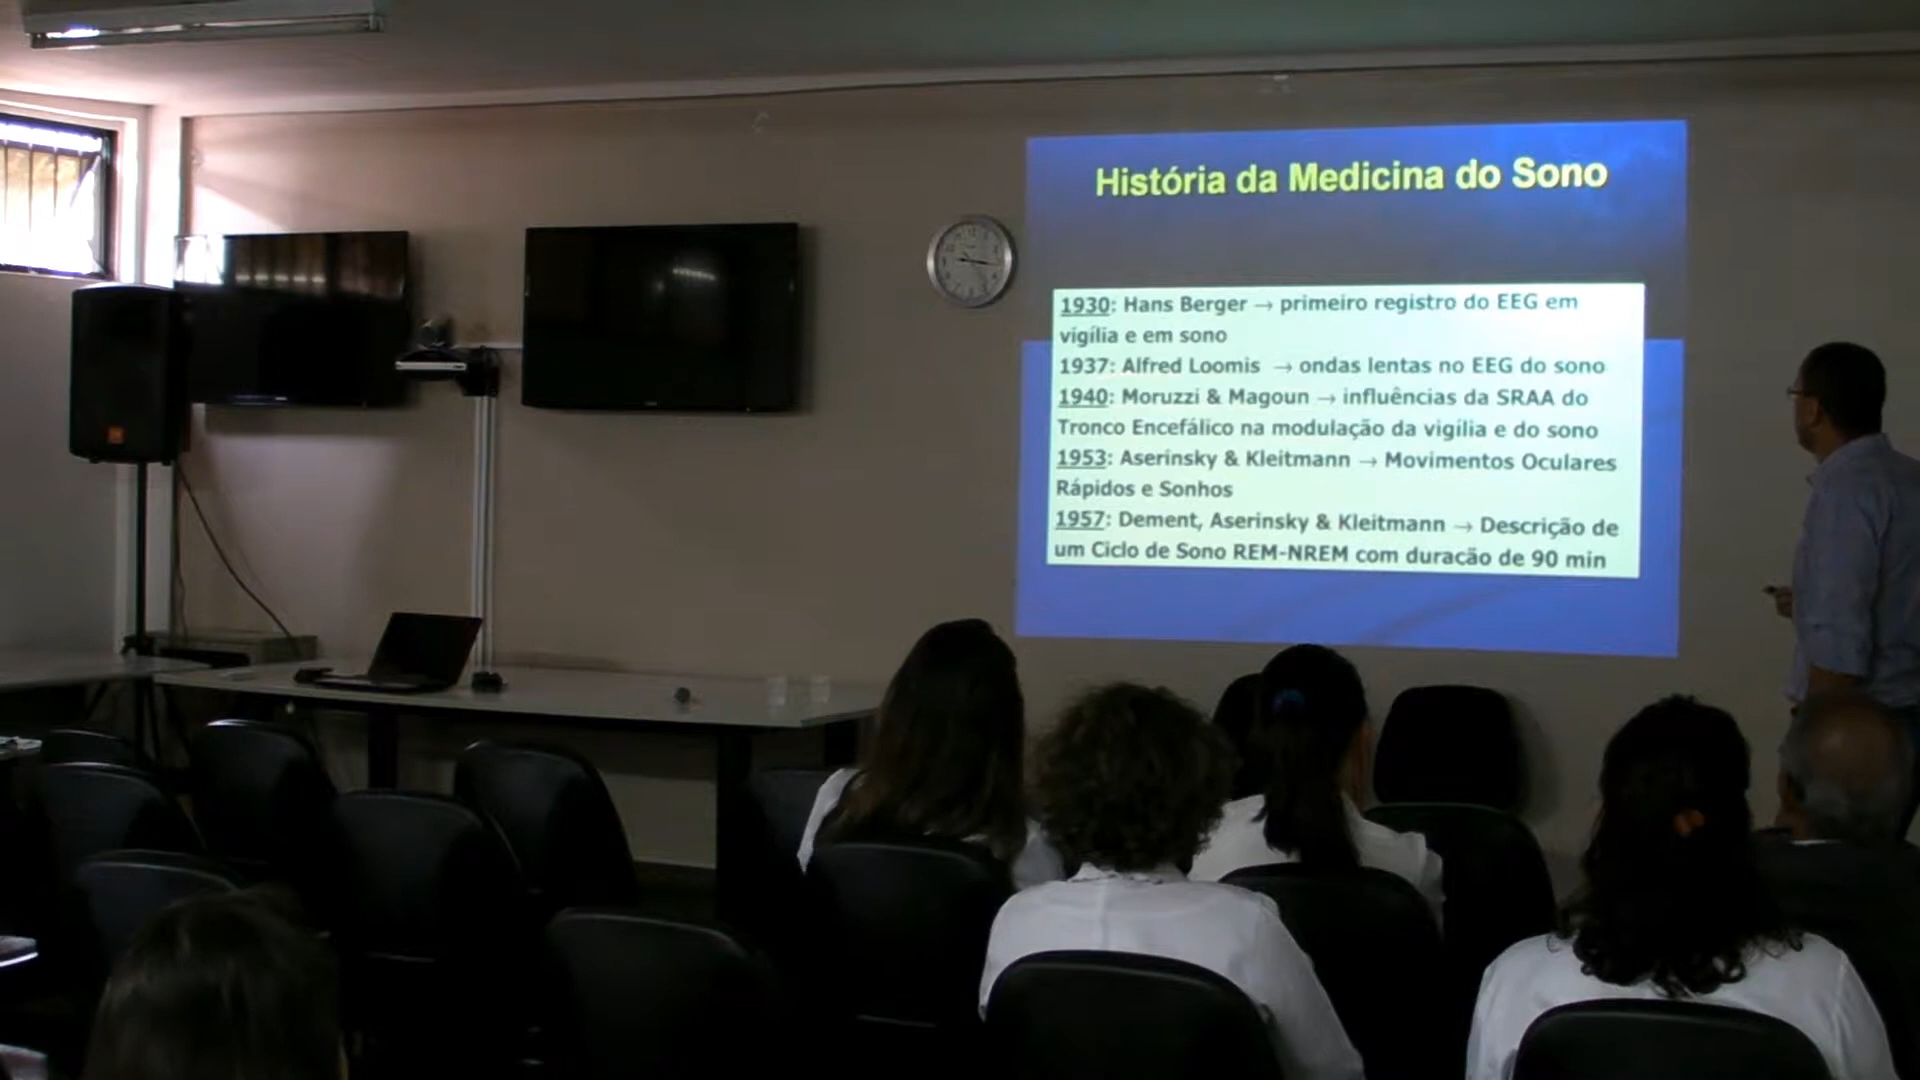 História da Medicina do Sono
1930: Hans Berger → primeiro registro do EEG em
vigília e em sono
1937: Alfred Loomis → ondas lentas no EEG do sono
1940: Moruzzi & Magoun → influências da SRAA do
Tronco Encefálico na modulação da vigília e do sono
1953: Aserinsky & Kleitmann → Movimentos Oculares
Rápidos e Sonhos
1957: Dement, Aserinsky & Kleitmann → Descrição de
um Ciclo de Sono REM-NREM com duração de 90 min